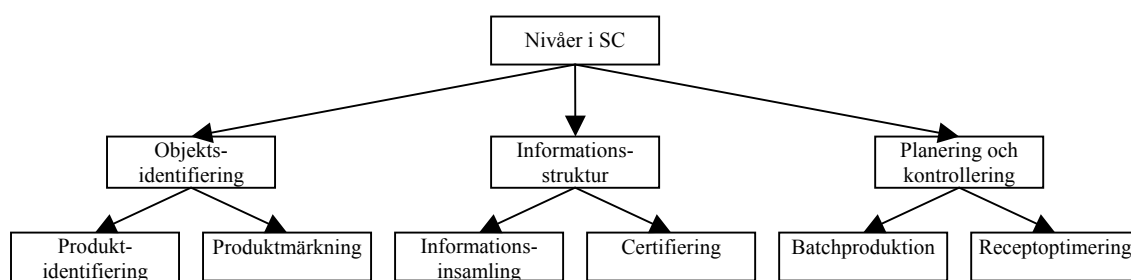 Nivåer i SC
Objekts-
identifiering
Informations-
struktur
Planering och
kontrollering
Produkt-
identifiering
Produktmärkning
Informations-
insamling
Certifiering
Batchproduktion
Receptoptimering